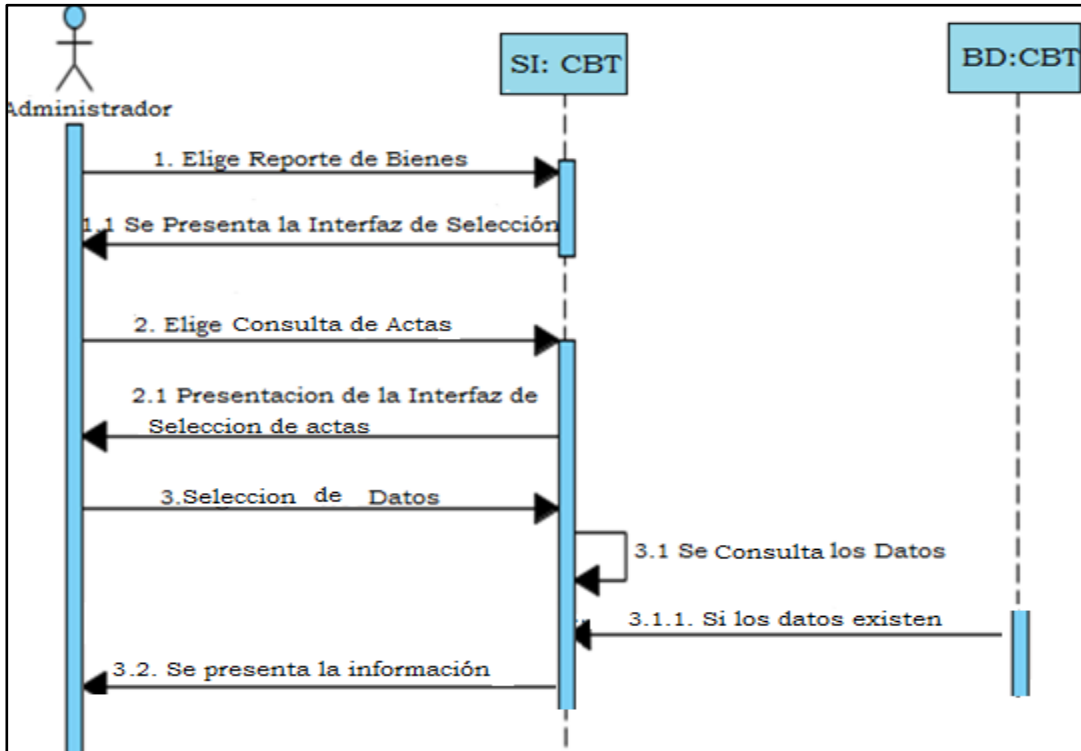 SI: CBT
BD:CBT
Administrador
1. Elige Reporte de Bienes
1.1 Se Presenta la Interfaz de Selección
2. Elige Consulta de Actas
2.1 Presentacion de la Interfaz de
Seleccion de actas
3.Seleccion de Datos
3.1 Se Consulta los Datos
3.1.1. Si los datos existen
3.2. Se presenta la información